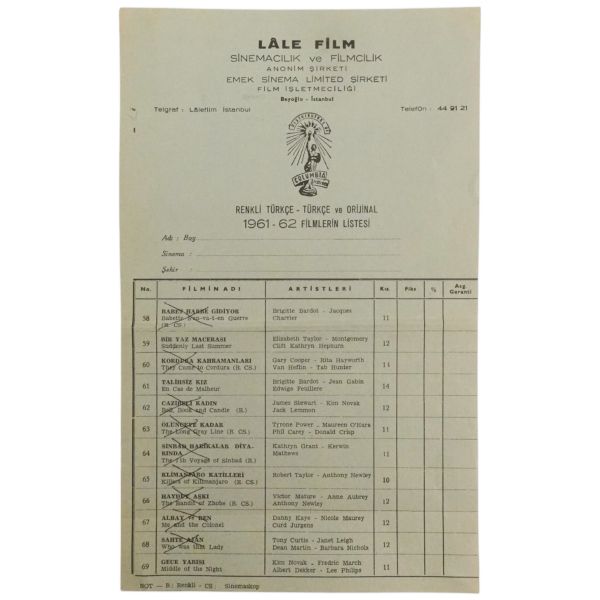 LÂLE FİLM
SİNEMACILIK ve FİLMCİLİK
ANONİM ŞİRKETİ
EMEK SİNEMA LİMİTED ŞİRKETİ
FİLM İŞLETMECİLİĞİ
Beyoğlu - İstanbul
Telgraf : Lâlefilm İstanbul Telefon : 44 91 21
DISTRIBUTERS OF
COLUMBIA
RENKLİ TÜRKÇE - TÜRKÇE ve ORİJİNAL
1961 - 62 FİLMLERİN LİSTESİ
Adı : Bay
Sinema :
Şehir :
No. FİLMİN ADI ARTİSTLERİ Kıs. Fiks % Asg. Garanti
58 BABET HARBE GİDİYOR Brigitte Bardot - Jacques
Babette S'en-va-t-en Guerre Charrier 11
(R. CS.)
59 BİR YAZ MACERASI Elizabeth Taylor - Montgomery
Suddenly Last Summer Clift Kathryn Hepburn 12
60 KORDURA KAHRAMANLARI Gary Cooper - Rita Hayworth
They Came to Cordura (R. CS.) Van Heflin - Tab Hunter 14
61 TALİHSİZ KIZ Brigitte Bardot - Jean Gabin
En Cas de Malheur Edwige Feuillere 14
62 CAZİBELİ KADIN James Stewart - Kim Novak
Bell, Book and Candle (R.) Jack Lemmon 12
63 ÖLÜNCEYE KADAR Tyrone Power - Maureen O'Hara
The Long Gray Line (R. CS.) Phil Carey - Donald Crisp 11
64 SİNBAD HARİKALAR DİYA- Kathryn Grant - Kerwin
RINDA Mathews 11
The 7th Voyage of Sinbad (R.)
65 KLİMANJARO KATİLLERİ Robert Taylor - Anthony Newley
Killers of Kilimanjaro (R. CS.) 10
66 HAYDUT AŞKI Victor Mature - Anne Aubrey
The Bandit of Zhobe (R. CS.) Anthony Newley 12
67 ALBAY ve BEN Danny Kaye - Nicole Maurey
Me and the Colonel Curd Jurgens 12
68 SAHTE AJAN Tony Curtis - Janet Leigh
Who was that Lady Dean Martin - Barbara Nichols 12
69 GECE YARISI Kim Novak - Fredric March
Middle of the Night Albert Dekker - Lee Philips 11
NOT — R : Renkli - CS : Sinemaskop